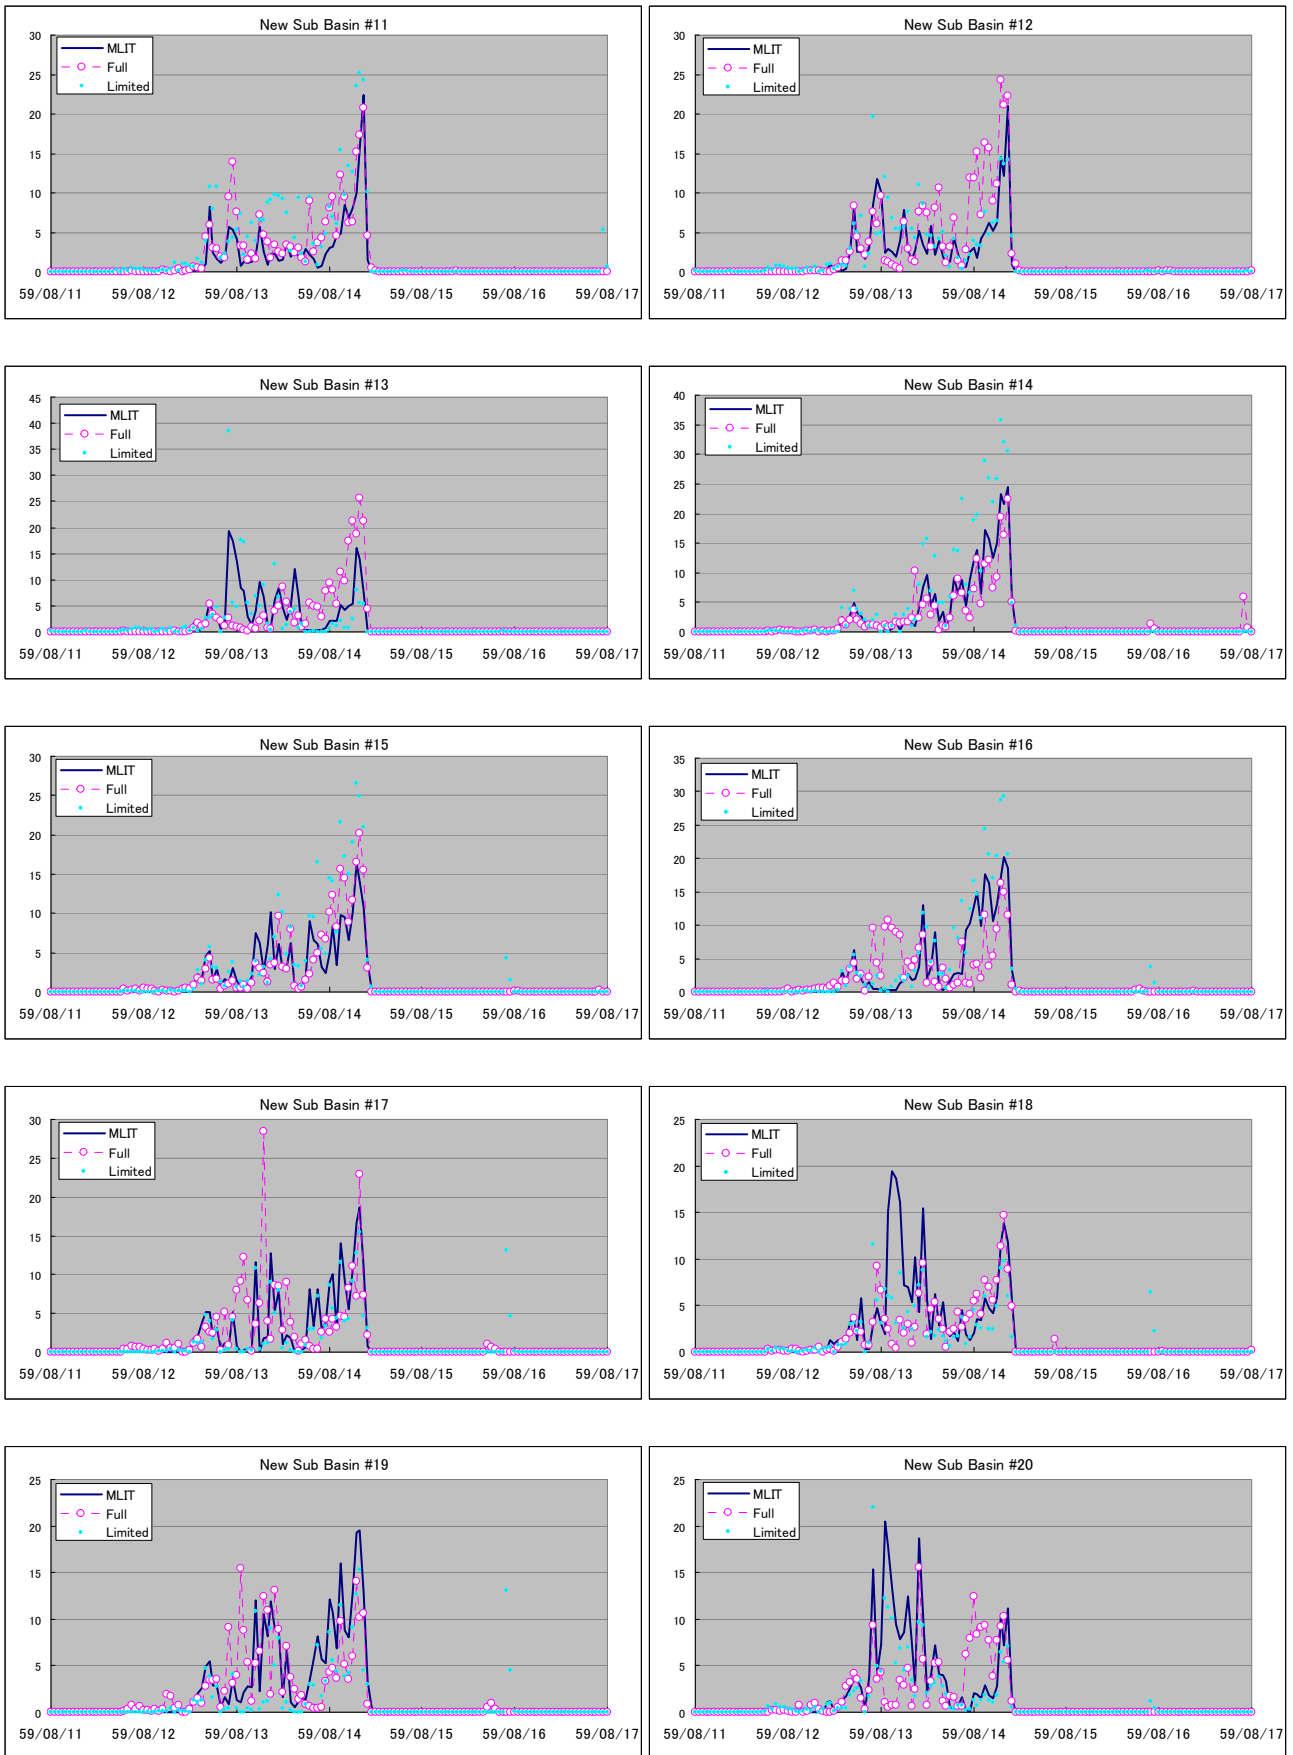 New Sub Basin #11
30
25
20
15
10
5
0
MLIT
Full
Limited
59/08/11 59/08/12 59/08/13 59/08/14 59/08/15 59/08/16 59/08/17
New Sub Basin #12
30
25
20
15
10
5
0
MLIT
Full
Limited
59/08/11 59/08/12 59/08/13 59/08/14 59/08/15 59/08/16 59/08/17
New Sub Basin #13
45
40
35
30
25
20
15
10
5
0
MLIT
Full
Limited
59/08/11 59/08/12 59/08/13 59/08/14 59/08/15 59/08/16 59/08/17
New Sub Basin #14
40
35
30
25
20
15
10
5
0
MLIT
Full
Limited
59/08/11 59/08/12 59/08/13 59/08/14 59/08/15 59/08/16 59/08/17
New Sub Basin #15
30
25
20
15
10
5
0
MLIT
Full
Limited
59/08/11 59/08/12 59/08/13 59/08/14 59/08/15 59/08/16 59/08/17
New Sub Basin #16
35
30
25
20
15
10
5
0
MLIT
Full
Limited
59/08/11 59/08/12 59/08/13 59/08/14 59/08/15 59/08/16 59/08/17
New Sub Basin #17
30
25
20
15
10
5
0
MLIT
Full
Limited
59/08/11 59/08/12 59/08/13 59/08/14 59/08/15 59/08/16 59/08/17
New Sub Basin #18
25
20
15
10
5
0
MLIT
Full
Limited
59/08/11 59/08/12 59/08/13 59/08/14 59/08/15 59/08/16 59/08/17
New Sub Basin #19
25
20
15
10
5
0
MLIT
Full
Limited
59/08/11 59/08/12 59/08/13 59/08/14 59/08/15 59/08/16 59/08/17
New Sub Basin #20
25
20
15
10
5
0
MLIT
Full
Limited
59/08/11 59/08/12 59/08/13 59/08/14 59/08/15 59/08/16 59/08/17